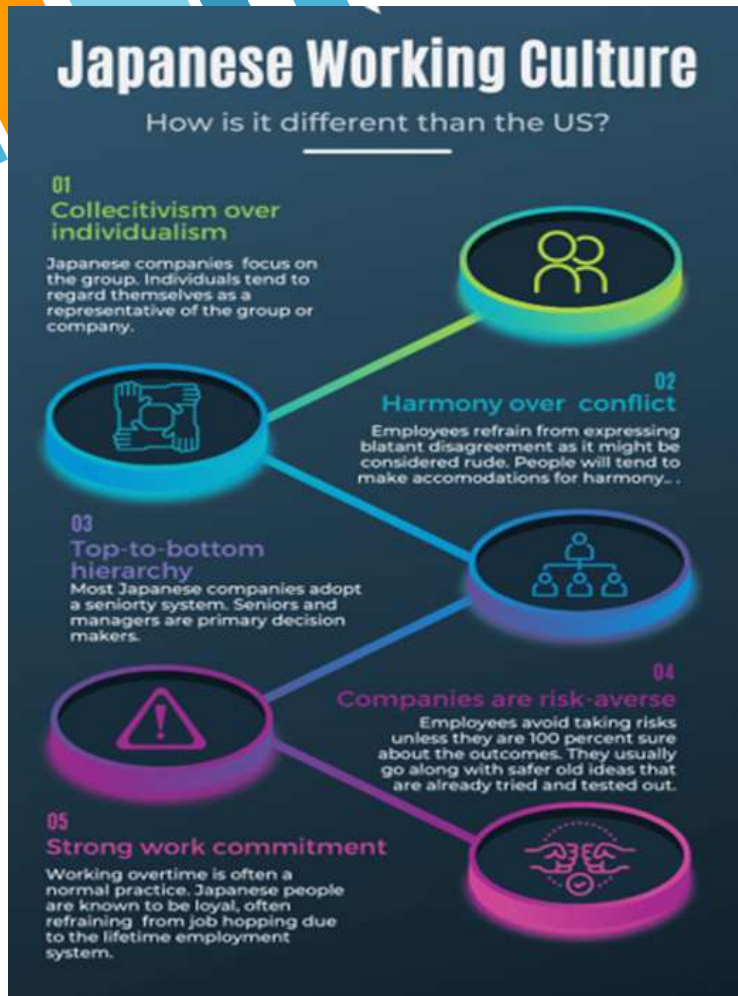 Japanese Working Culture
How is it different than the US?
01
Collecitivism over
individualism
Japanese companies focus on
the group. Individuals tend to
regard themselves as a
representative of the group or
company.
02
Harmony over conflict
Employees refrain from expressing
blatant disagreement as it might be
considered rude. People will tend to
make accomodations for harmony.. .
03
Top-to-bottom
hierarchy
Most Japanese companies adopt
a seniorty system. Seniors and
managers are primary decision
makers.
04
Companies are risk-averse
Employees avoid taking risks
unless they are 100 percent sure
about the outcomes. They usually
go along with safer old ideas that
are already tried and tested out.
05
Strong work commitment
Working overtime is often a
normal practice. Japanese people
are known to be loyal, often
refraining from job hopping due
to the lifetime employment
system.